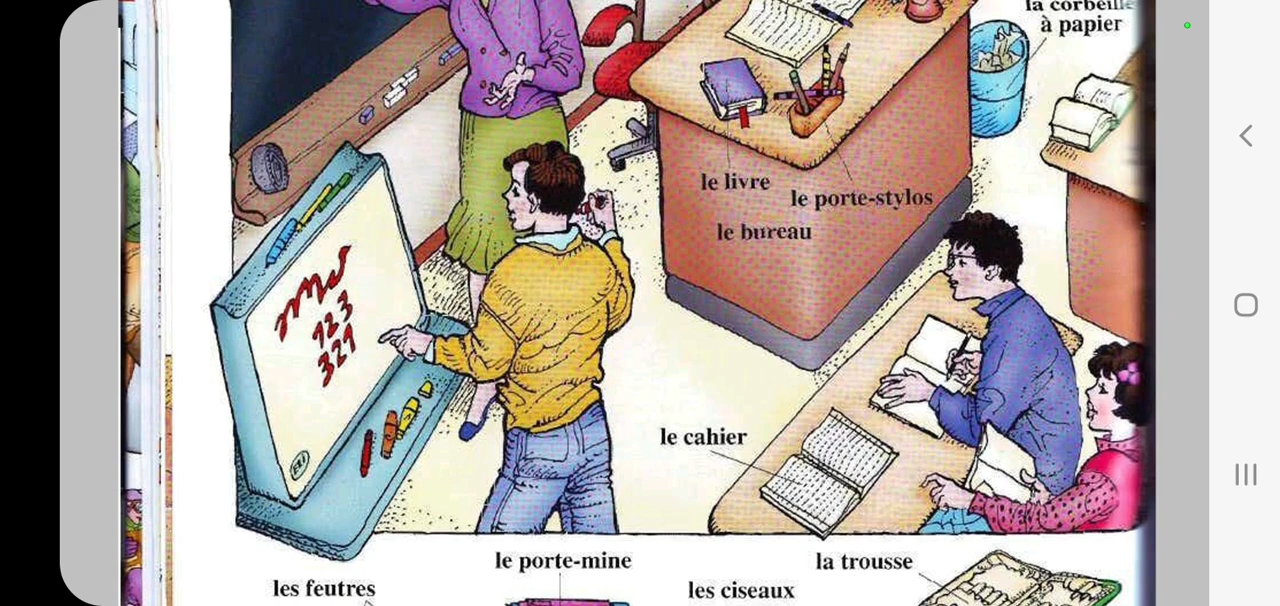 la corbeille
à papier
le livre
le porte-stylos
le bureau
123
321
le cahier
le porte-mine
la trousse
les feutres
les ciseaux